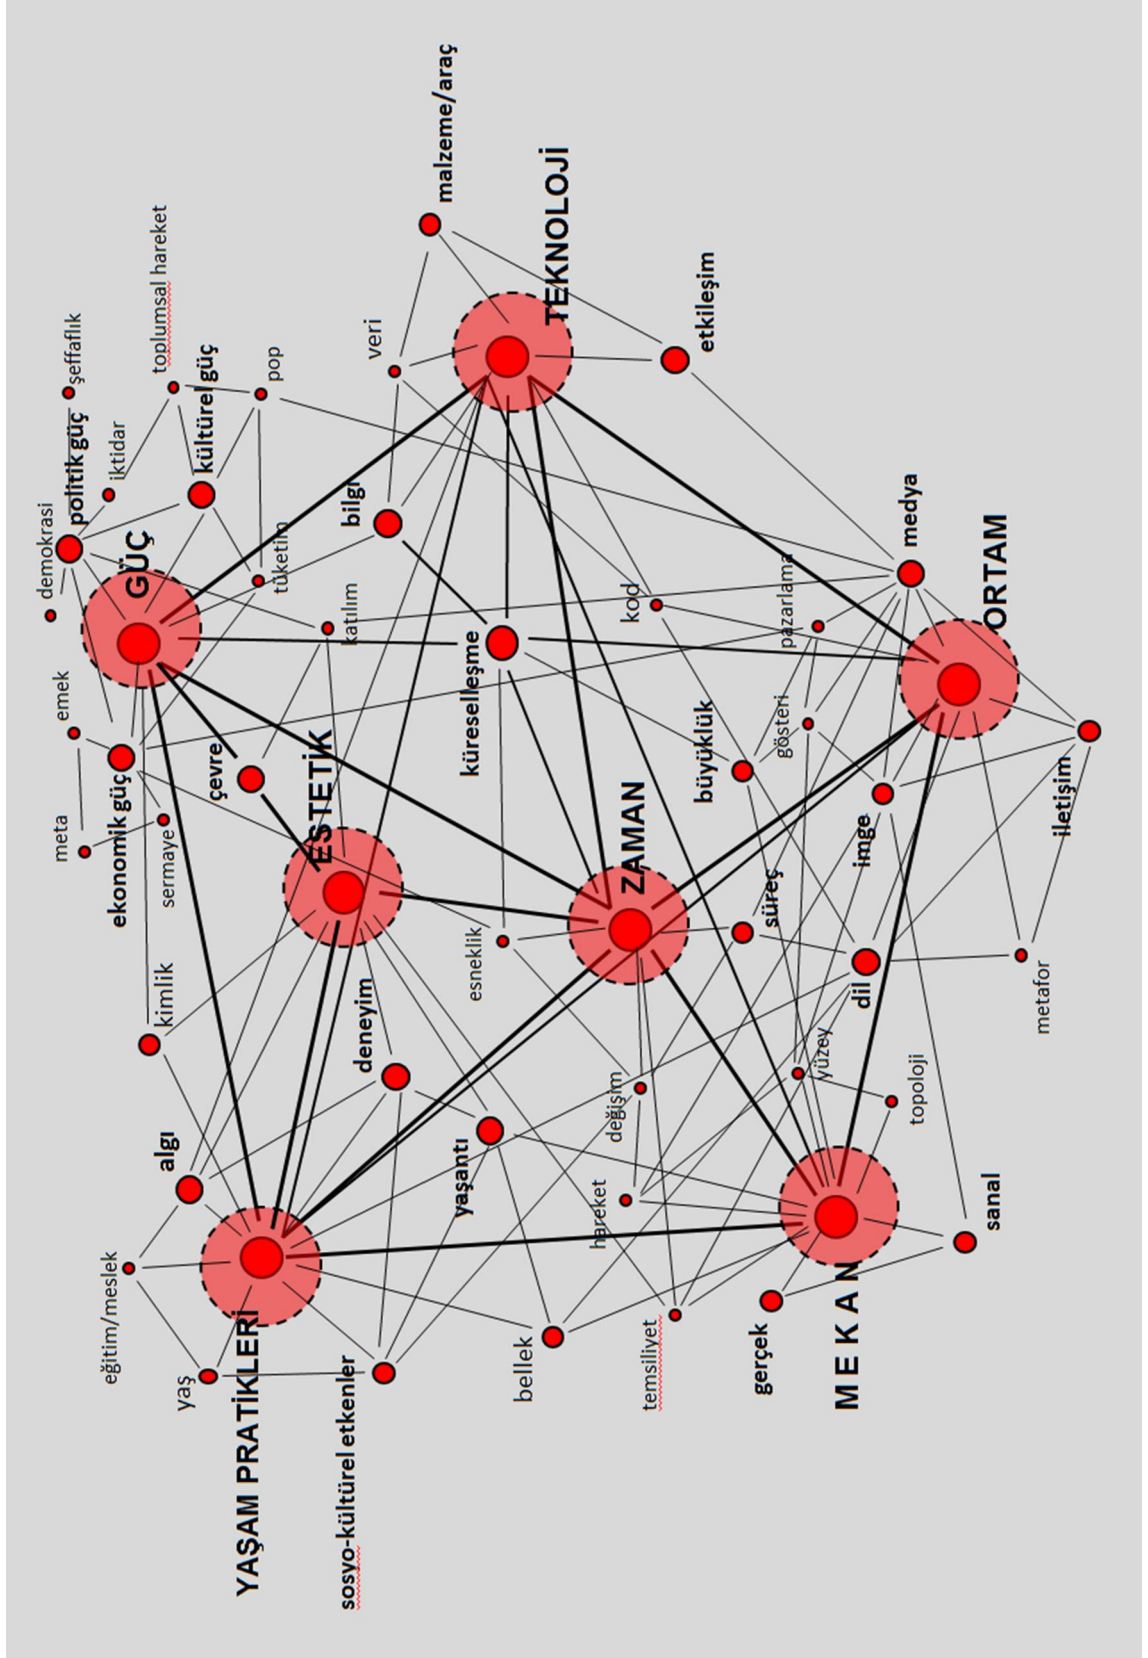 malzeme/araç
TEKNOLOJİ
etkileşim
veri
toplumsal hareket
şeffaflık
pop
kültürel güç
iktidar
politik güç
demokrasi
GÜÇ
bilgi
tüketim
katılım
medya
ORTAM
pazarlama
kod
küreselleşme
büyüklük
gösteri
imge
iletişim
emek
meta
ekonomik güç
sermaye
çevre
ESTETİK
ZAMAN
süreç
dil
metafor
esneklik
kimlik
deneyim
değişim
yüzey
topoloji
algı
yaşantı
hareket
sanal
eğitim/meslek
yaş
YAŞAM PRATİKLERİ
sosyo-kültürel etkenler
bellek
temsiliyet
gerçek
MEKAN